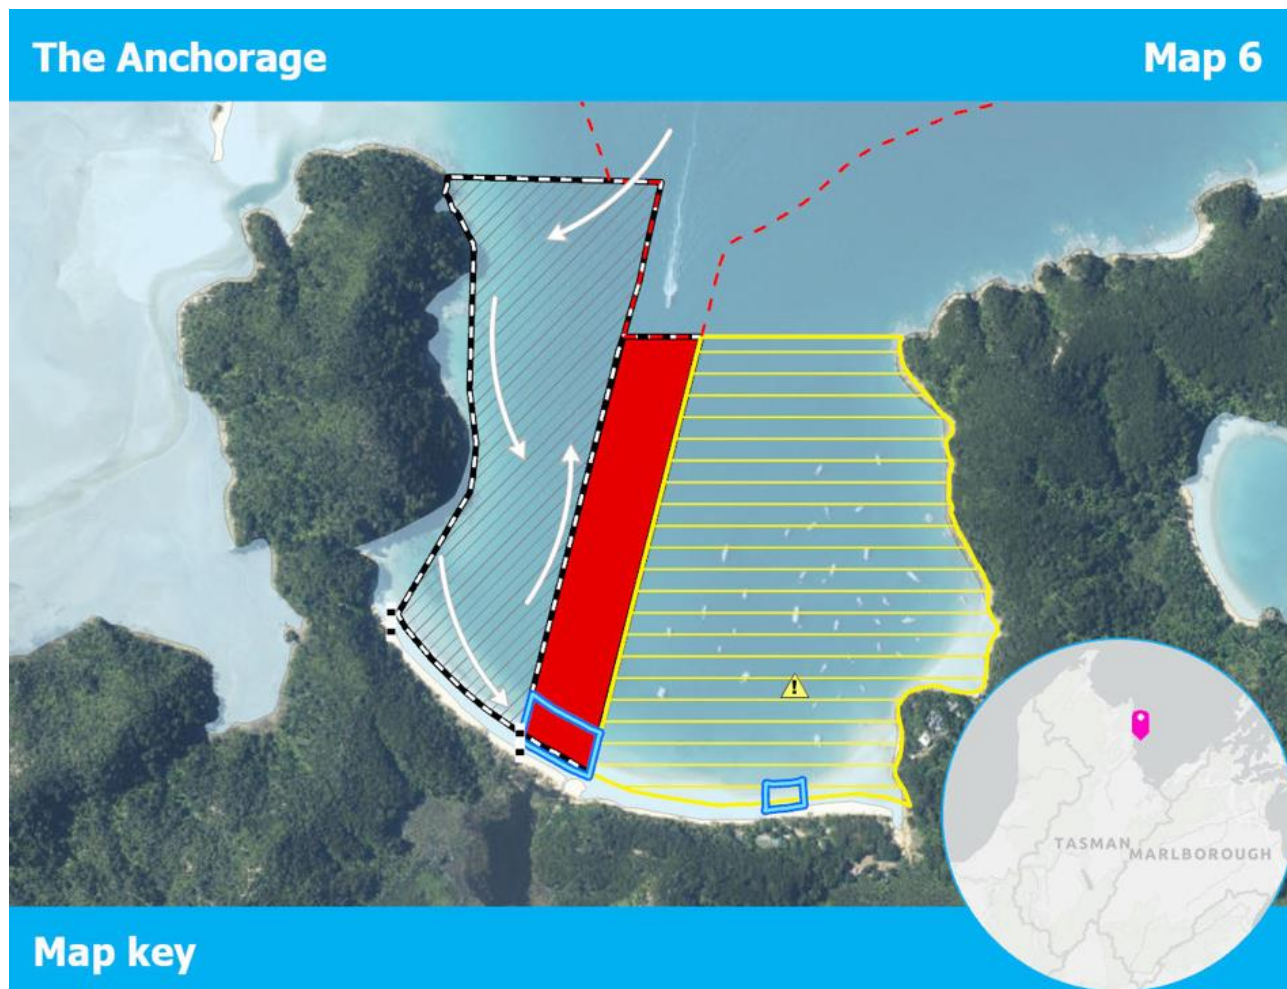 The Anchorage
Map 6
!
TASMAN
MARLBOROUGH
Map key